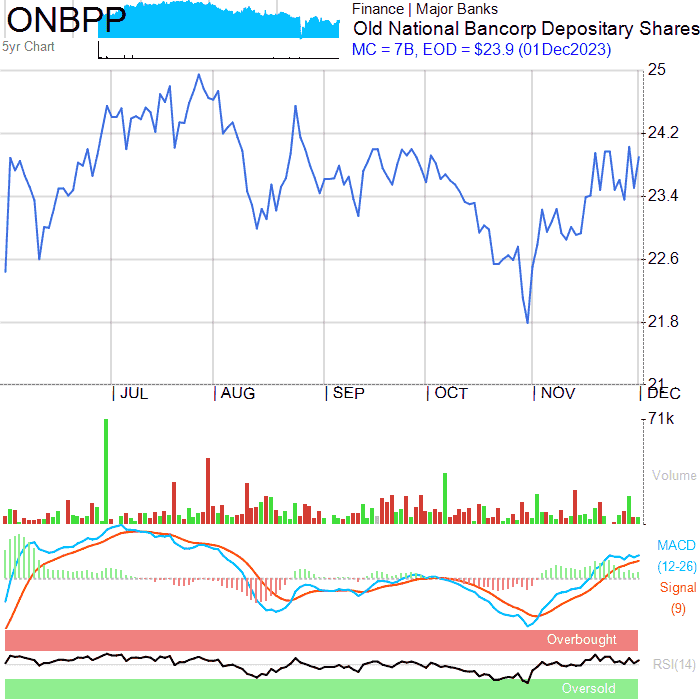 ONBPP
5yr Chart
Finance | Major Banks
Old National Bancorp Depositary Shares
MC = 7B, EOD = $23.9 (01Dec2023)
25
24.2
23.4
22.6
21.8
21
JUL AUG SEP OCT NOV DEC
71k
Volume
MACD
(12-26)
Signal
(9)
Overbought
RSI(14)
Oversold